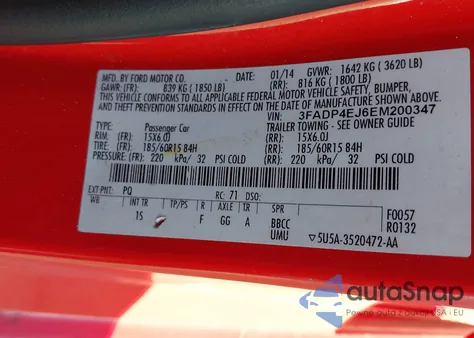 MFD. BY FORD MOTOR CO. 01/14 GVWR: 1642 KG ( 3620 LB)
GAWR: (FR): 839 KG ( 1850 LB) (RR): 816 KG ( 1800 LB)
THIS VEHICLE CONFORMS TO ALL APPLICABLE FEDERAL MOTOR VEHICLE SAFETY, BUMPER,
AND THEFT PREVENTION STANDARDS IN EFFECT ON THE DATE OF MANUFACTURE SHOWN ABOVE.
VIN: 3FADP4EJ6EM200347
TYPE: Passenger Car TRAILER TOWING - SEE OWNER GUIDE
RIM: (FR): 15X6.0J (RR): 15X6.0J
TIRE: (FR): 185/60R15 84H (RR): 185/60R15 84H
PRESSURE: (FR): 220 kPa/ 32 PSI COLD (RR): 220 kPa/ 32 PSI COLD
EXT PNT: PQ RC: 71 DSO:
WB INT TR TP/PS R AXLE TR SPR
1S F GG A BBCC F0057
UMU R0132
▽5U5A-3520472-AA
autoSnap
Pewne auto z aukcji USA i EU